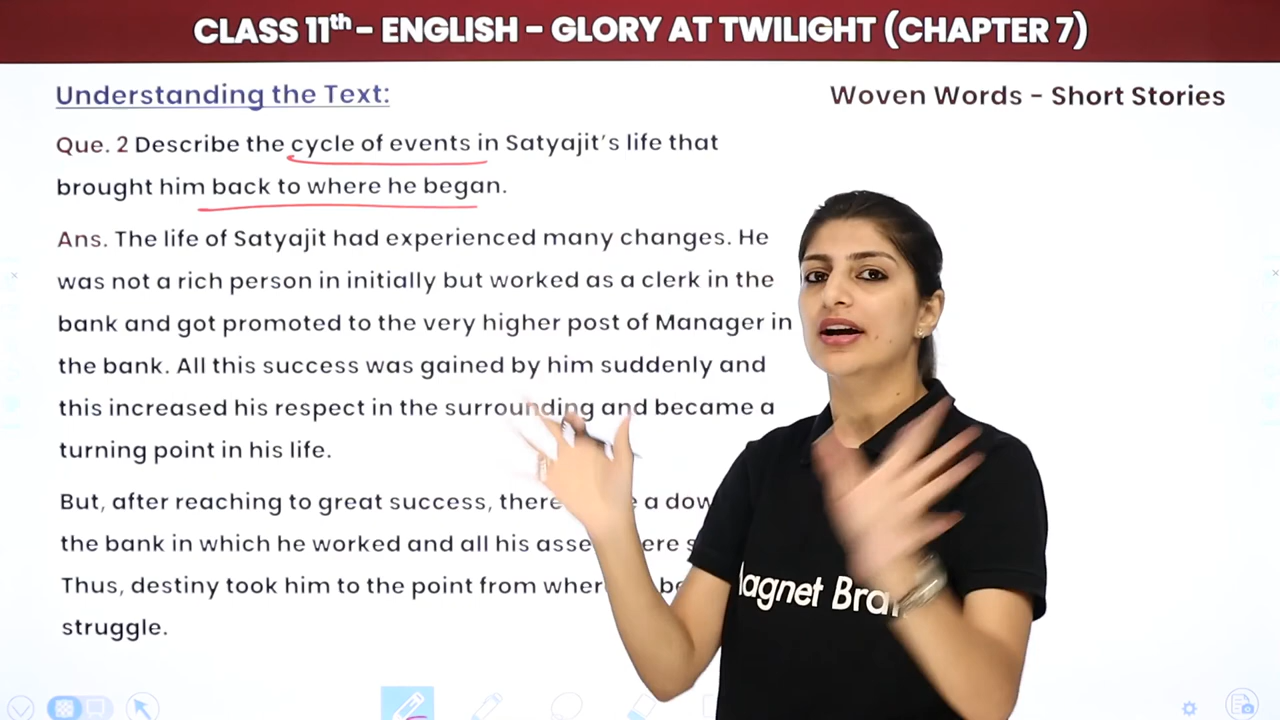 CLASS 11th - ENGLISH - GLORY AT TWILIGHT (CHAPTER 7)
Understanding the Text:
Woven Words - Short Stories
Que. 2 Describe the cycle of events in Satyajit's life that
brought him back to where he began.
Ans. The life of Satyajit had experienced many changes. He
was not a rich person in initially but worked as a clerk in the
bank and got promoted to the very higher post of Manager in
the bank. All this success was gained by him suddenly and
this increased his respect in the surrounding and became a
turning point in his life.
But, after reaching to great success, there a
the bank in which he worked and all his
Thus, destiny took him to the point from
struggle.